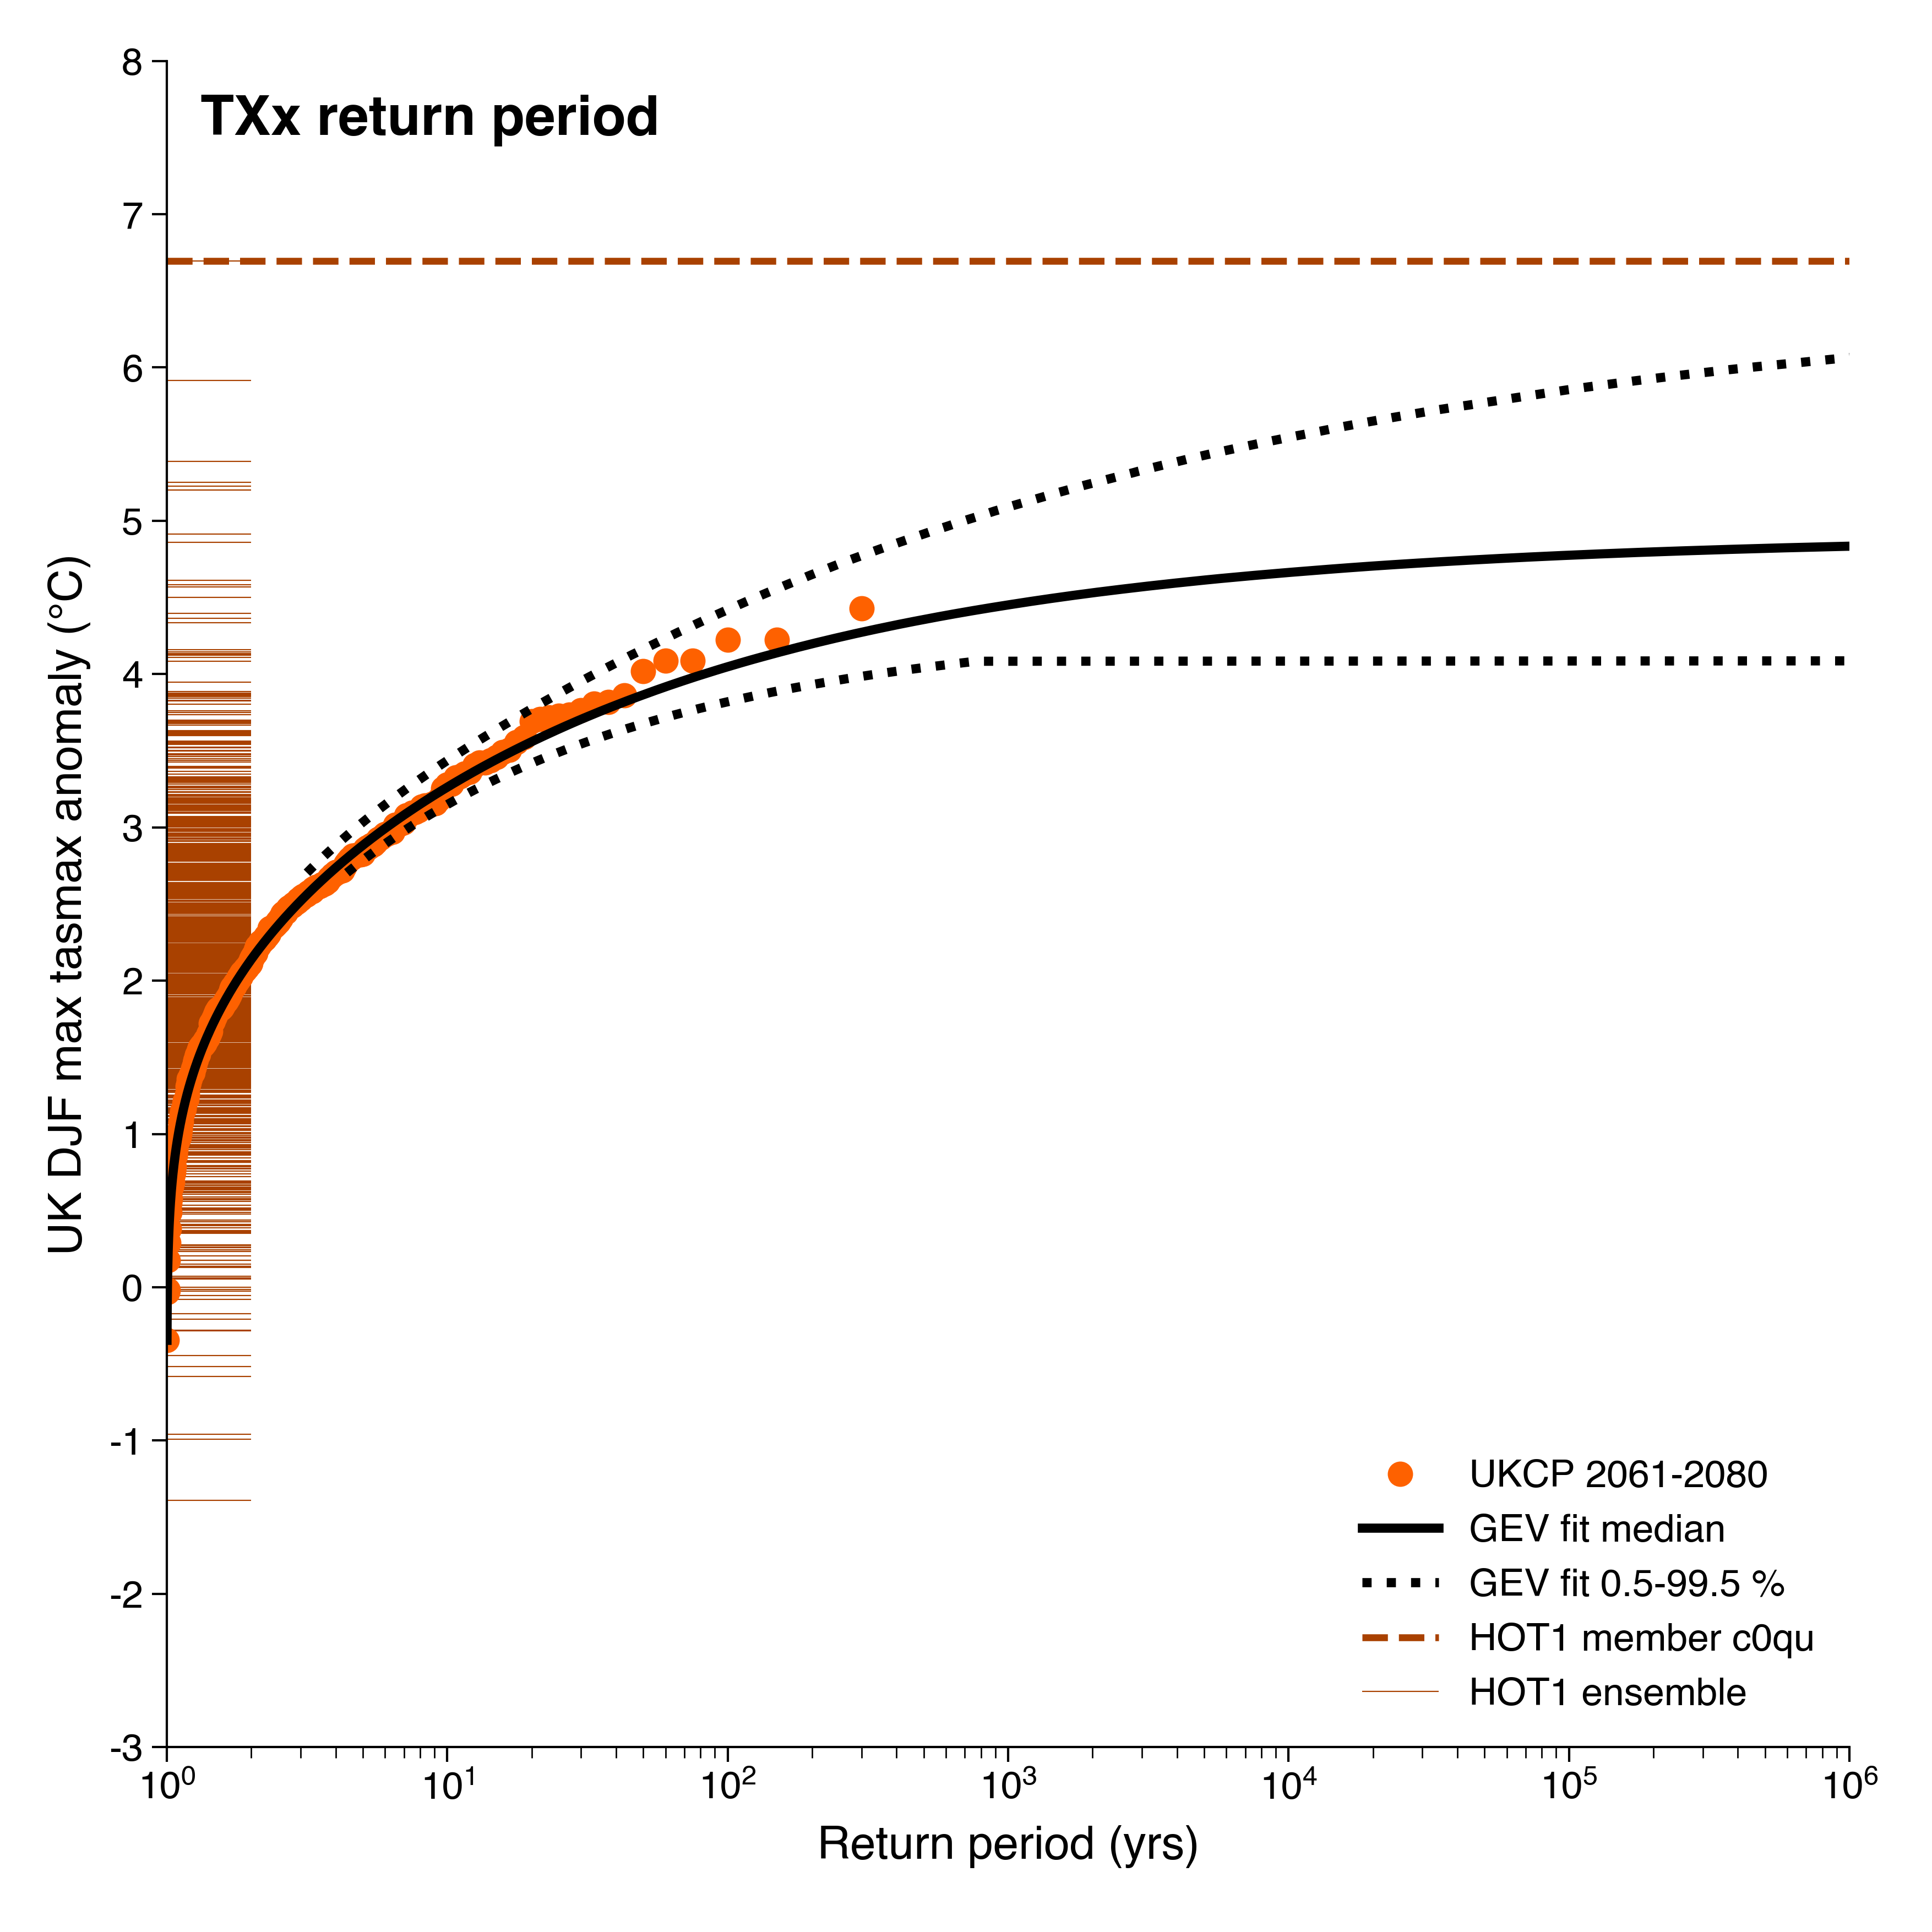 TXx return period
8
7
6
5
4
3
2
1
0
-1
-2
-3
UK DJF max tasmax anomaly (°C)
10⁰ 10¹ 10² 10³ 10⁴ 10⁵ 10⁶
Return period (yrs)
UKCP 2061-2080
GEV fit median
GEV fit 0.5-99.5 %
HOT1 member c0qu
HOT1 ensemble